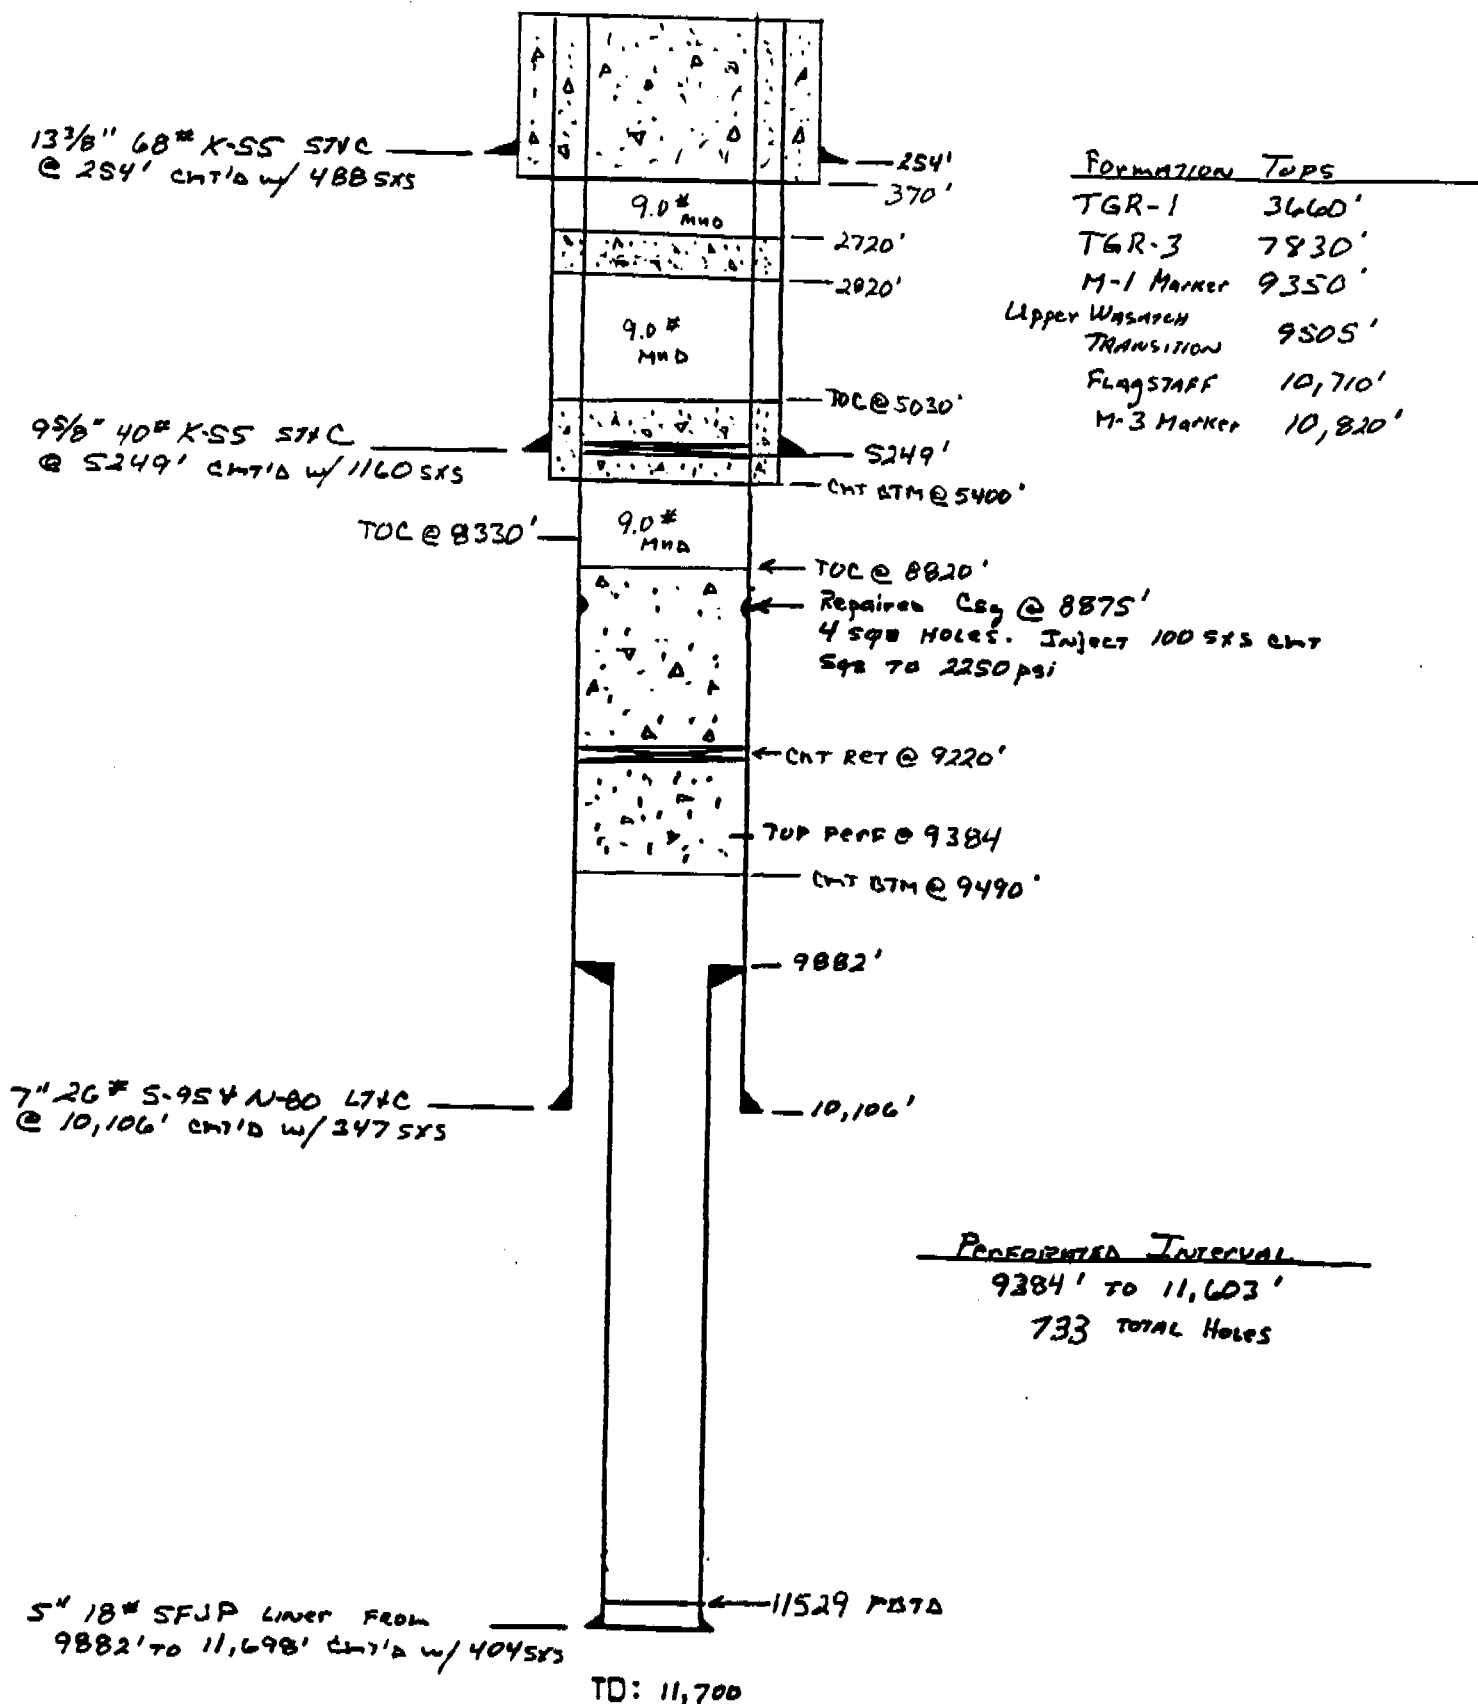 13 3/8" 68# K-55 ST&C
@ 254' CMT'D w/ 488 SXS
254'
370'
Formation Tops
TGR-1 3660'
TGR-3 7830'
M-1 Marker 9350'
Upper Wasatch
Transition 9505'
Flagstaff 10,710'
M-3 Marker 10,820'
9.0#
MUD
2720'
2820'
9.0#
MUD
TOC @ 5030'
9 5/8" 40# K-55 ST&C
@ 5249' CMT'D w/ 1160 SXS
5249'
CMT BTM @ 5400'
TOC @ 8330'
9.0#
MUD
TOC @ 8820'
Repaired Csg @ 8875'
4 sqz Holes. Inject 100 sxs cmt
Sqz to 2250 psi
CMT Ret @ 9220'
Top Perf @ 9384
CMT BTM @ 9490'
9882'
7" 26# S-95 & N-80 LT&C
@ 10,106' CMT'D w/ 347 SXS
10,106'
Perforated Interval
9384' to 11,603'
733 Total Holes
11529 PBTD
5" 18# SFJP Liner From
9882' to 11,698' CMT'D w/ 404 SXS
TD: 11,700